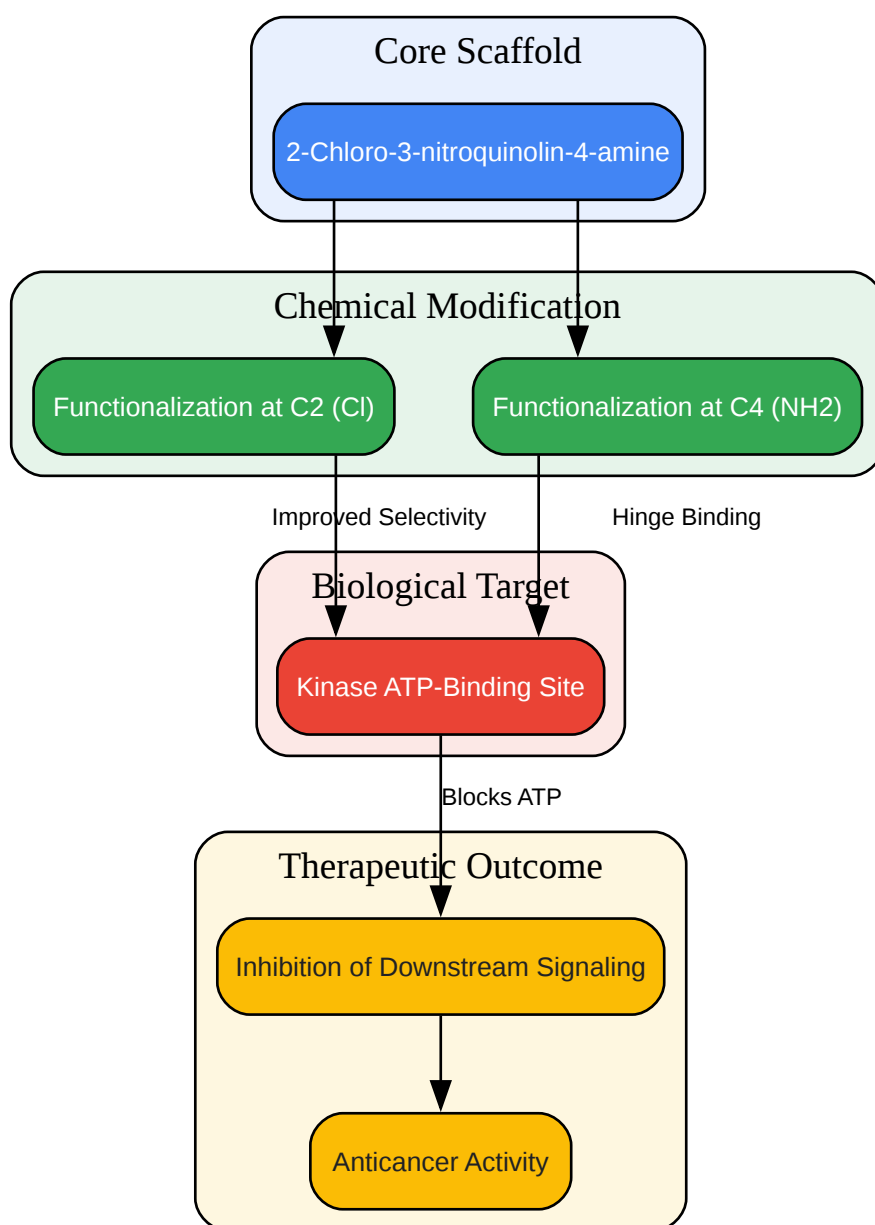 Core Scaffold
2-Chloro-3-nitroquinolin-4-amine
Chemical Modification
Functionalization at C2 (Cl)
Functionalization at C4 (NH2)
Improved Selectivity
Hinge Binding
Biological Target
Kinase ATP-Binding Site
Blocks ATP
Therapeutic Outcome
Inhibition of Downstream Signaling
Anticancer Activity